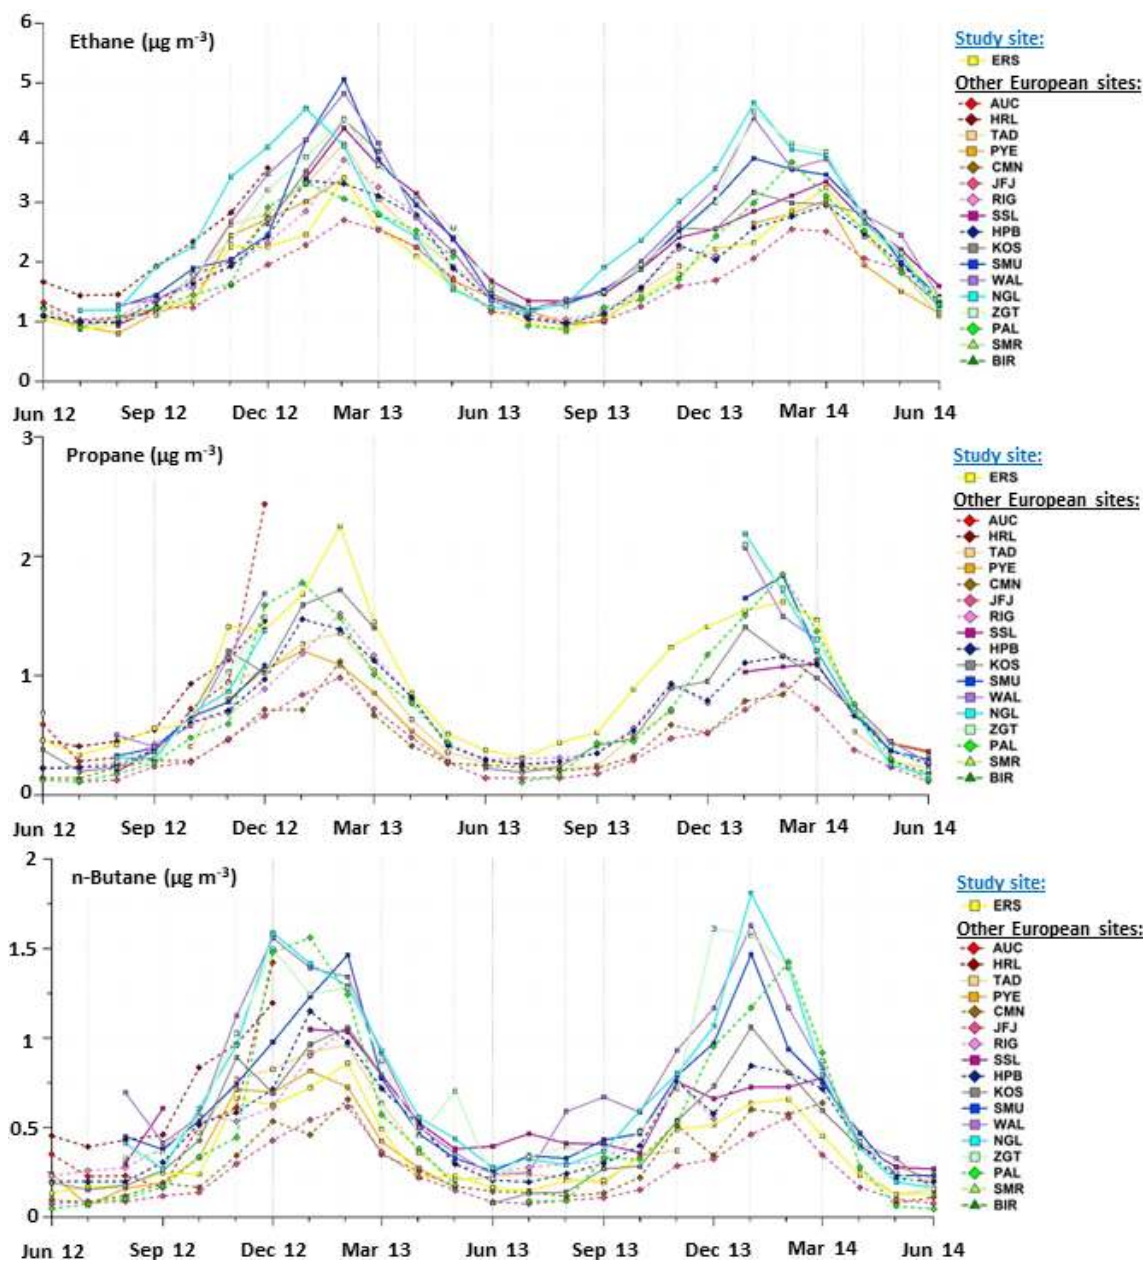 Ethane (µg m-3)
6
5
4
3
2
1
0
Jun 12 Sep 12 Dec 12 Mar 13 Jun 13 Sep 13 Dec 13 Mar 14 Jun 14
Study site:
ERS
Other European sites:
AUC
HRL
TAD
PYE
CMN
JFJ
RIG
SSL
HPB
KOS
SMU
WAL
NGL
ZGT
PAL
SMR
BIR
Propane (µg m-3)
3
2
1
0
Jun 12 Sep 12 Dec 12 Mar 13 Jun 13 Sep 13 Dec 13 Mar 14 Jun 14
Study site:
ERS
Other European sites:
AUC
HRL
TAD
PYE
CMN
JFJ
RIG
SSL
HPB
KOS
SMU
WAL
NGL
ZGT
PAL
SMR
BIR
n-Butane (µg m-3)
2
1.5
1
0.5
0
Jun 12 Sep 12 Dec 12 Mar 13 Jun 13 Sep 13 Dec 13 Mar 14 Jun 14
Study site:
ERS
Other European sites:
AUC
HRL
TAD
PYE
CMN
JFJ
RIG
SSL
HPB
KOS
SMU
WAL
NGL
ZGT
PAL
SMR
BIR